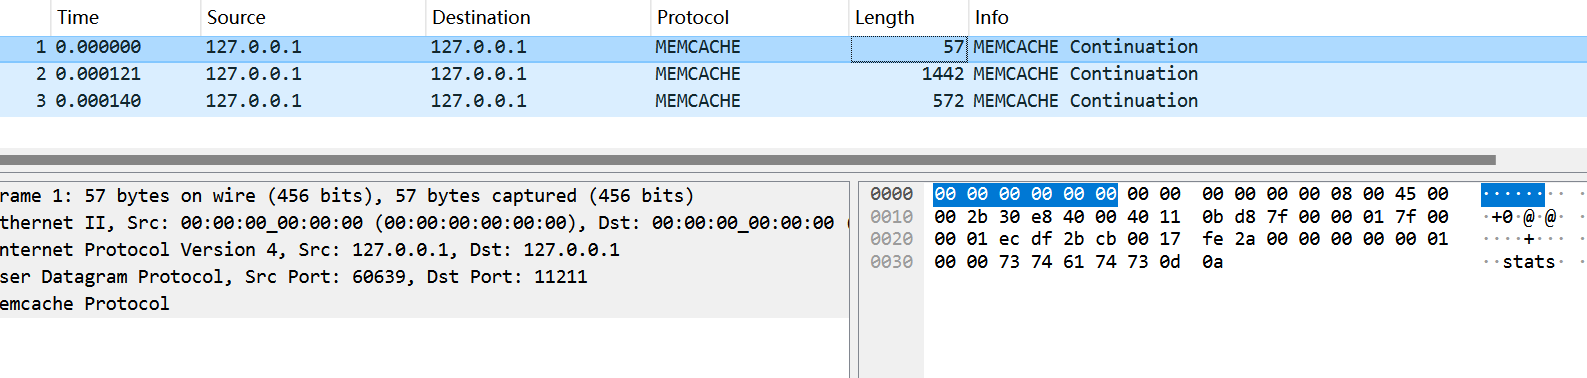 Time Source Destination Protocol Length Info
1 0.000000 127.0.0.1 127.0.0.1 MEMCACHE 57 MEMCACHE Continuation
2 0.000121 127.0.0.1 127.0.0.1 MEMCACHE 1442 MEMCACHE Continuation
3 0.000140 127.0.0.1 127.0.0.1 MEMCACHE 572 MEMCACHE Continuation
rame 1: 57 bytes on wire (456 bits), 57 bytes captured (456 bits)
thernet II, Src: 00:00:00_00:00:00 (00:00:00:00:00:00), Dst: 00:00:00_00:00:00 (
nternet Protocol Version 4, Src: 127.0.0.1, Dst: 127.0.0.1
ser Datagram Protocol, Src Port: 60639, Dst Port: 11211
emcache Protocol
0000 00 00 00 00 00 00 00 00 00 00 00 00 08 00 45 00 ········ ··
0010 00 2b 30 e8 40 00 40 11 0b d8 7f 00 00 01 7f 00 ·+0·@·@· ··
0020 00 01 ec df 2b cb 00 17 fe 2a 00 00 00 00 00 01 ····+··· ··
0030 00 00 73 74 61 74 73 0d 0a ··stats· ·